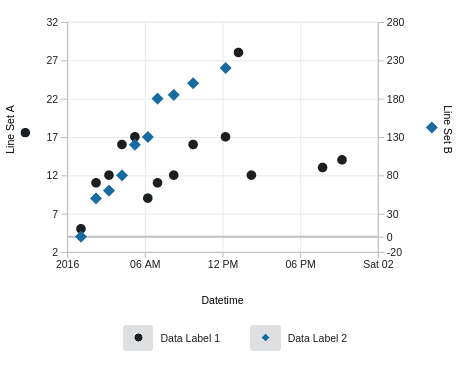 32
27
22
17
12
7
2
280
230
180
130
80
30
0
-20
Line Set A
Line Set B
2016
06 AM
12 PM
06 PM
Sat 02
Datetime
Data Label 1
Data Label 2